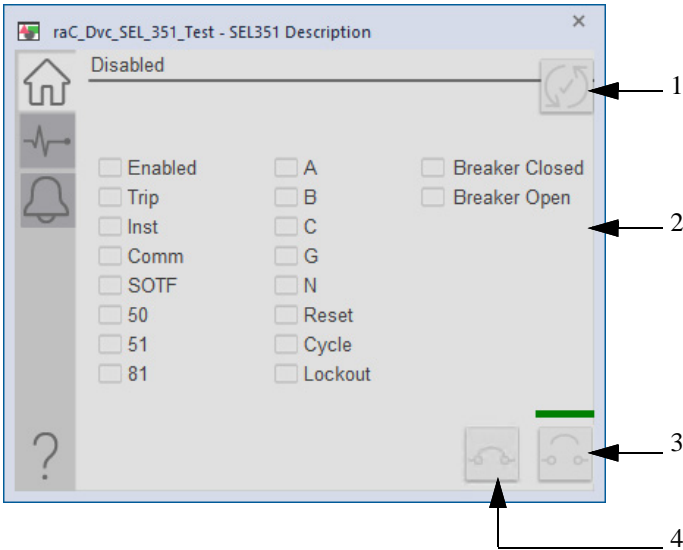 raC_Dvc_SEL_351_Test - SEL351 Description
Disabled
1
Enabled A Breaker Closed
Trip B Breaker Open
2
Inst C
Comm G
SOTF N
50 Reset
51 Cycle
81 Lockout
?
3
4